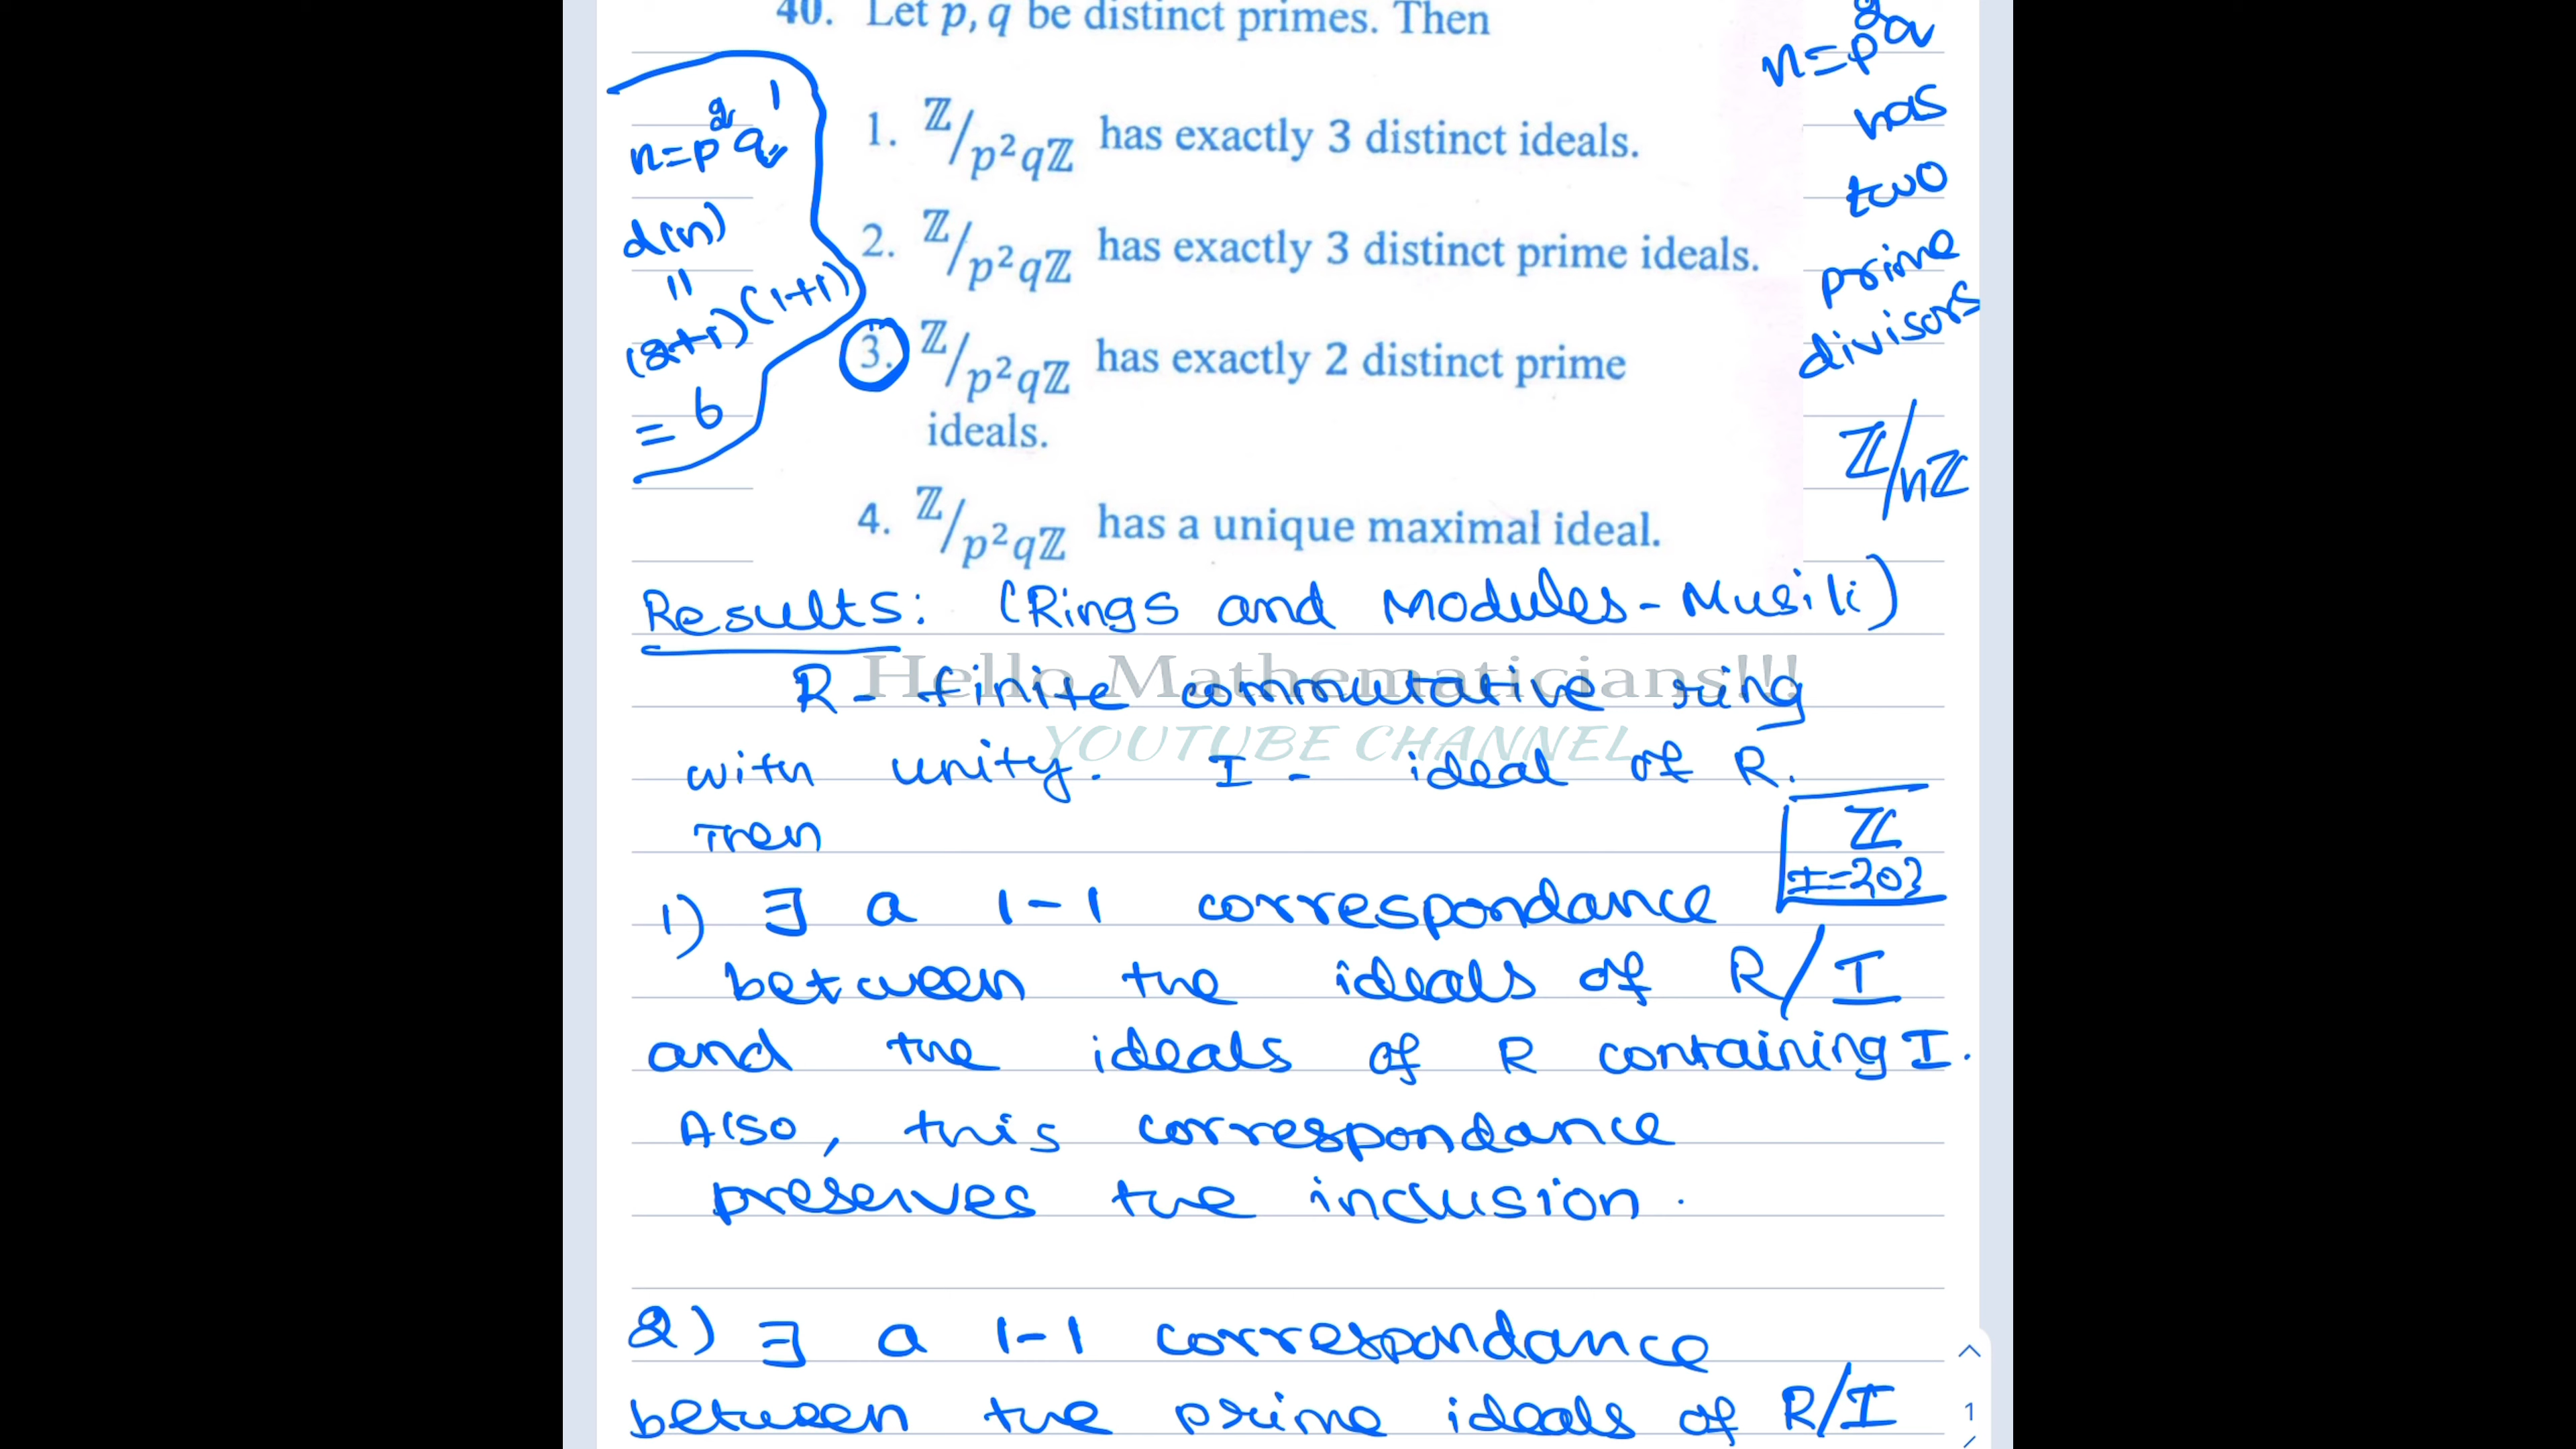 40. Let p, q be distinct primes. Then
1. ℤ/p²qℤ has exactly 3 distinct ideals.
2. ℤ/p²qℤ has exactly 3 distinct prime ideals.
3. ℤ/p²qℤ has exactly 2 distinct prime
ideals.
4. ℤ/p²qℤ has a unique maximal ideal.
n=p²q¹
d(n)
=
(2+1)(1+1)
= 6
n=p²q
has
two
prime
divisors
ℤ/nℤ
Results: (Rings and Modules - Musili)
Hello Mathematicians!!!
R - finite commutative ring
YOUTUBE CHANNEL
with unity. I - ideal of R.
Then
ℤ
I={0}
1) ∃ a 1-1 correspondance
between the ideals of R/I
and the ideals of R containing I.
Also, this correspondance
preserves the inclusion.
2) ∃ a 1-1 correspondance
between the prime ideals of R/I
1